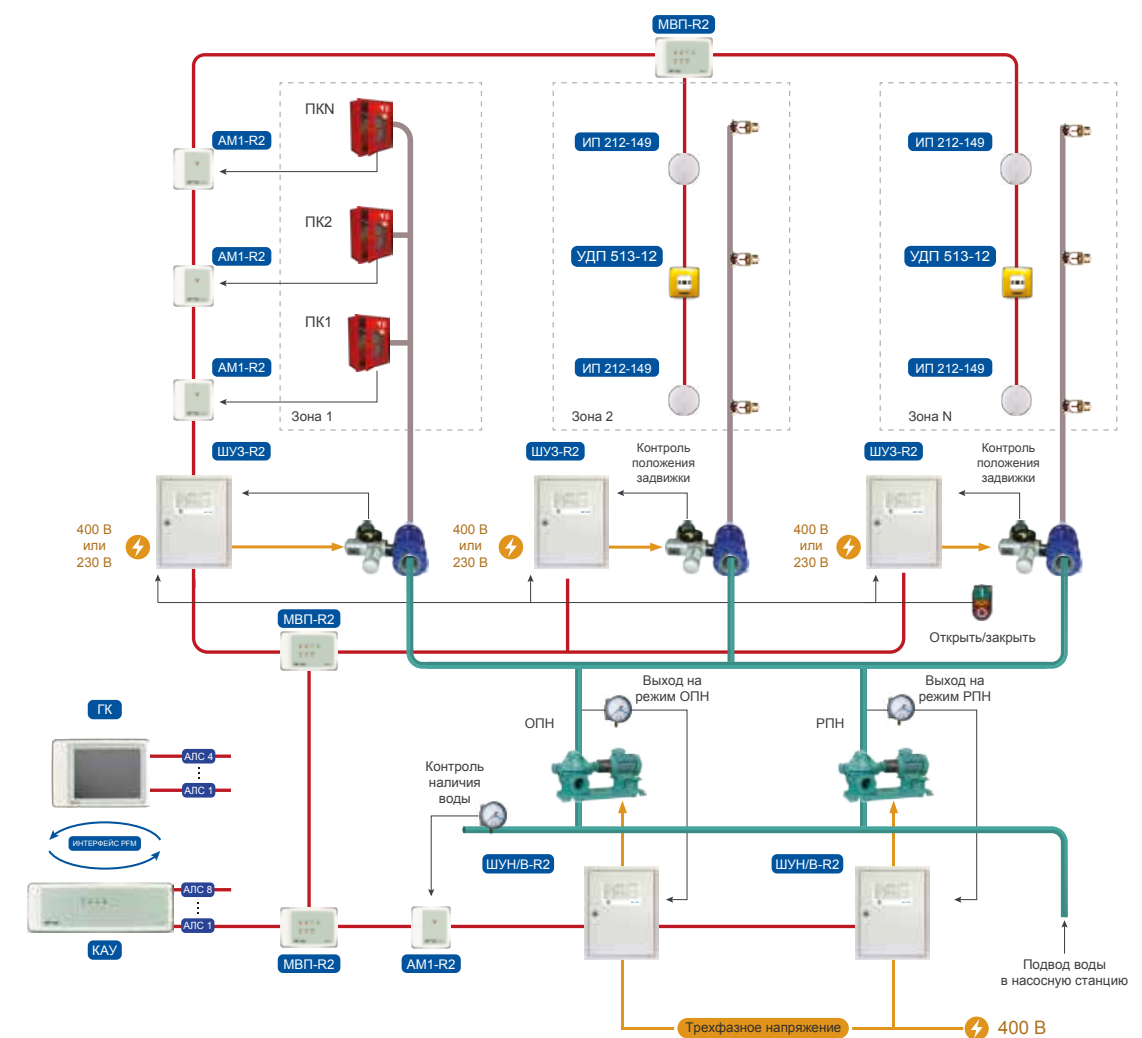 МВП-R2
ПКN
АМ1-R2
ИП 212-149
ИП 212-149
ПК2
АМ1-R2
УДП 513-12
УДП 513-12
ПК1
АМ1-R2
ИП 212-149
ИП 212-149
Зона 1
Зона 2
Зона N
ШУЗ-R2
ШУЗ-R2
Контроль
положения
задвижки
ШУЗ-R2
Контроль
положения
задвижки
400 В
или
230 В
400 В
или
230 В
400 В
или
230 В
МВП-R2
Открыть/закрыть
Выход на
режим ОПН
Выход на
режим РПН
ГК
ОПН
РПН
АЛС 4
АЛС 1
Контроль
наличия
воды
ИНТЕРФЕЙС PFM
ШУН/В-R2
ШУН/В-R2
АЛС 8
АЛС 1
КАУ
МВП-R2
АМ1-R2
Подвод воды
в насосную станцию
Трехфазное напряжение
400 В